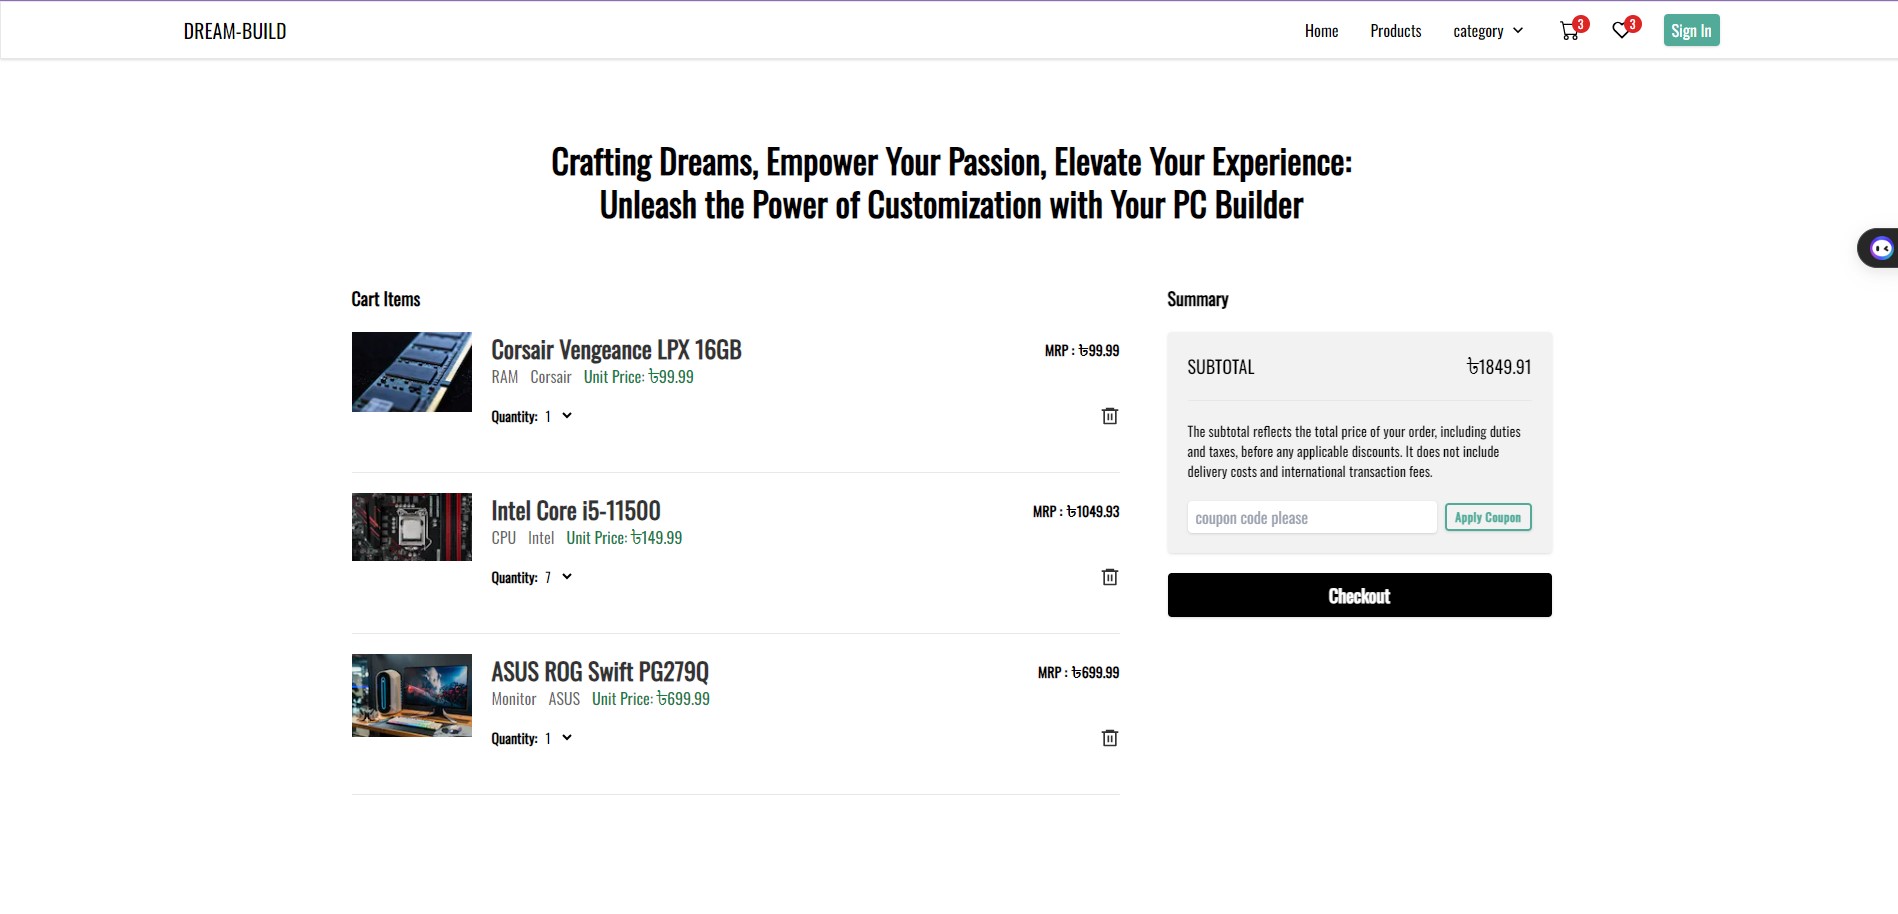 DREAM-BUILD
Home Products category 3 3 Sign In
Crafting Dreams, Empower Your Passion, Elevate Your Experience:
Unleash the Power of Customization with Your PC Builder
Cart Items
Corsair Vengeance LPX 16GB
MRP : ৳99.99
RAM Corsair Unit Price: ৳99.99
Quantity: 1
Intel Core i5-11500
MRP : ৳1049.93
CPU Intel Unit Price: ৳149.99
Quantity: 7
ASUS ROG Swift PG279Q
MRP : ৳699.99
Monitor ASUS Unit Price: ৳699.99
Quantity: 1
Summary
SUBTOTAL ৳1849.91
The subtotal reflects the total price of your order, including duties
and taxes, before any applicable discounts. It does not include
delivery costs and international transaction fees.
coupon code please Apply Coupon
Checkout